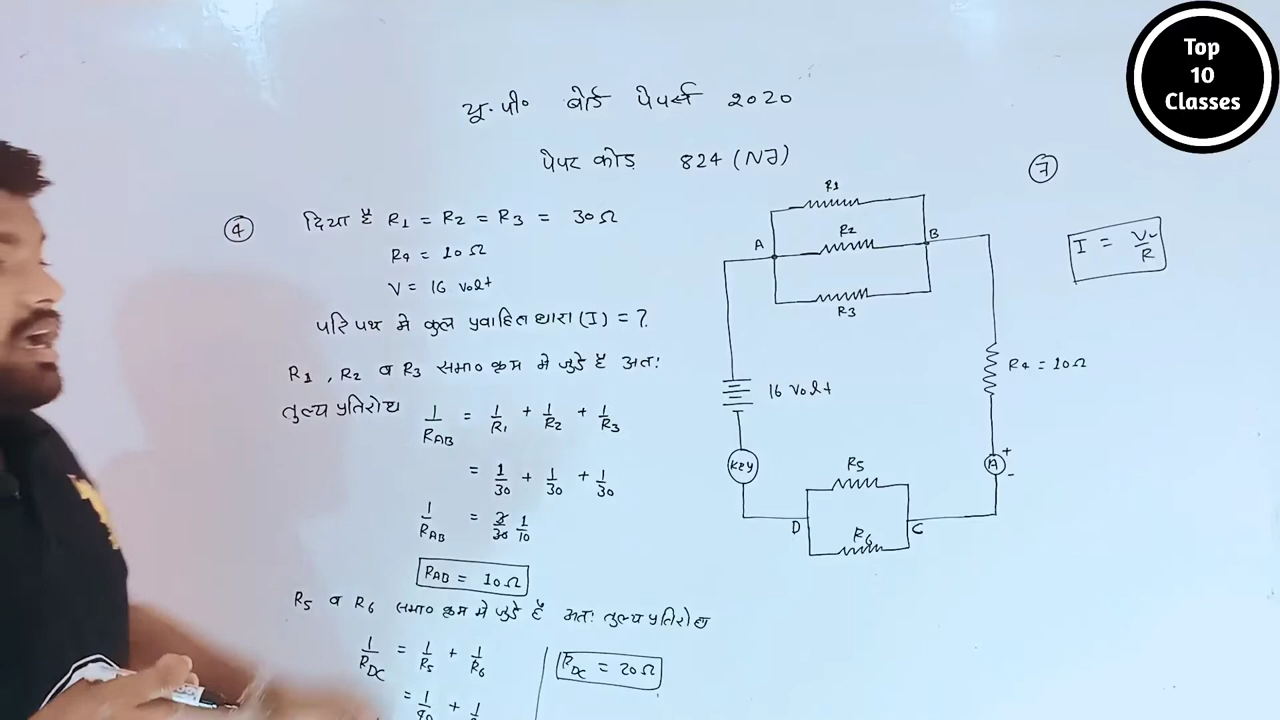 Top
10
Classes
यू. पी० बोर्ड पेपर्स 2020
पेपर कोड़ 824 (NJ)
④ दिया है R1 = R2 = R3 = 30Ω
R4 = 10Ω
V = 16 volt
परिपथ मे कुल प्रवाहित धारा (I) = ?
R1 , R2 व R3 समा० क्रम मे जुड़े है अत:
तुल्य प्रतिरोध 1/RAB = 1/R1 + 1/R2 + 1/R3
= 1/30 + 1/30 + 1/30
1/RAB = 3/30 1/10
RAB = 10Ω
R5 व R6 समा० क्रम मे जुड़े है अत: तुल्य प्रतिरोध
1/RDC = 1/R5 + 1/R6
RDC = 20Ω
R1
R2
R3
A
B
16 volt
R4 = 10Ω
KEY
A
+
-
R5
R6
D
C
⑦
I = V/R